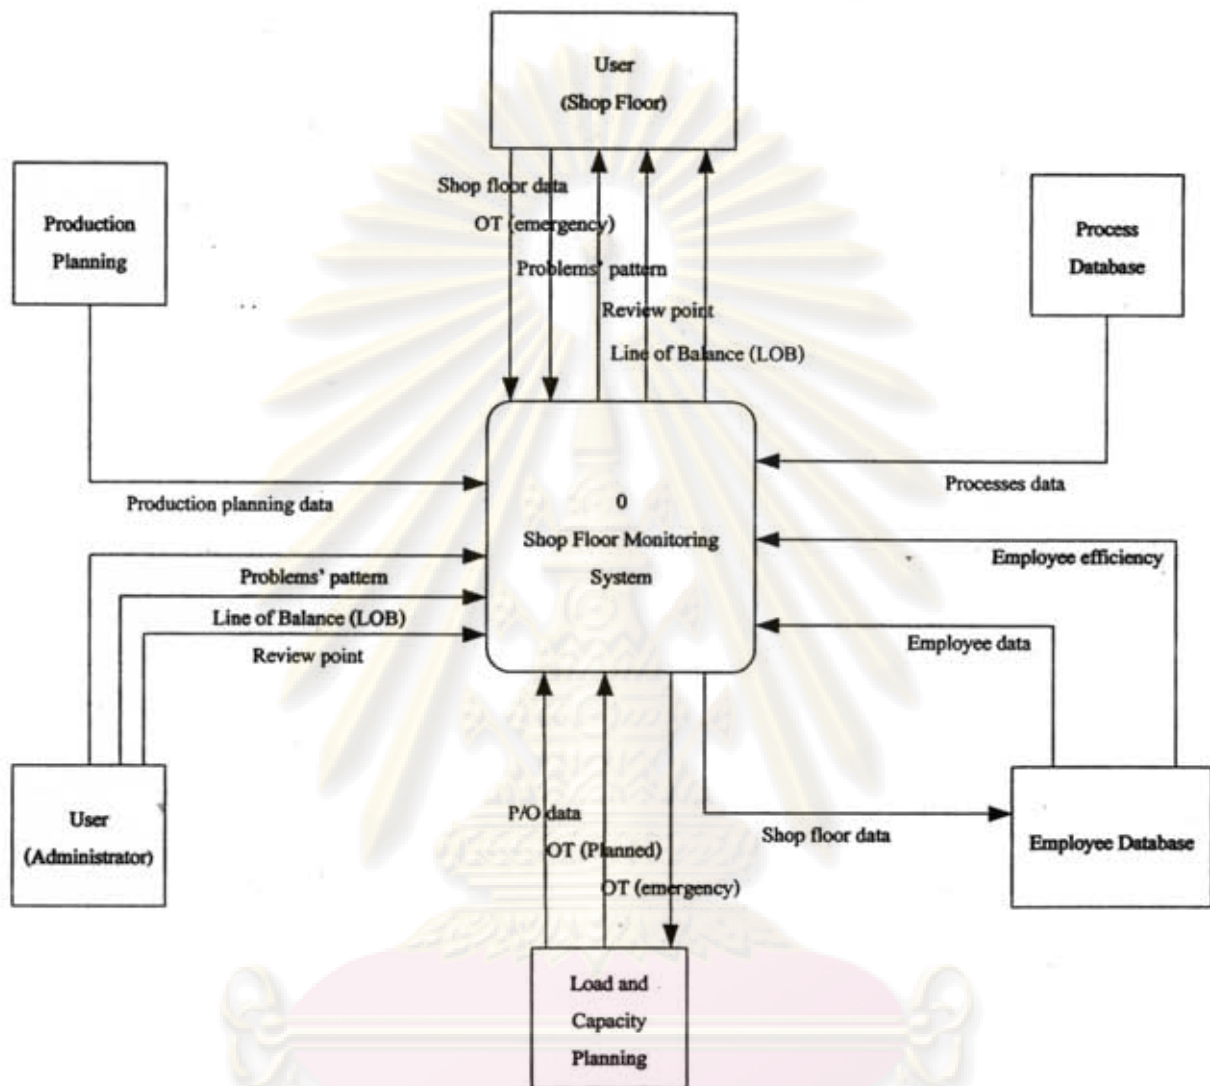 User
(Shop Floor)
Production
Planning
Process
Database
Shop floor data
OT (emergency)
Problems' pattern
Review point
Line of Balance (LOB)
Production planning data
Processes data
0
Shop Floor Monitoring
System
Employee efficiency
Problems' pattern
Line of Balance (LOB)
Review point
Employee data
User
(Administrator)
P/O data
OT (Planned)
OT (emergency)
Shop floor data
Employee Database
Load and
Capacity
Planning